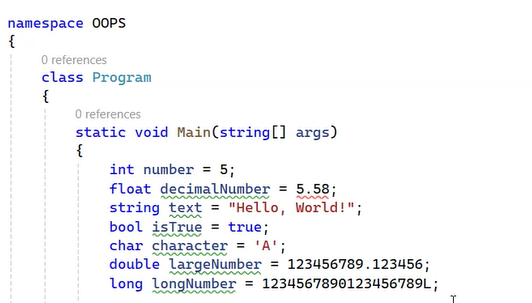 namespace OOPS
{
0 references
class Program
{
0 references
static void Main(string[] args)
{
int number = 5;
float decimalNumber = 5.58;
string text = "Hello, World!";
bool isTrue = true;
char character = 'A';
double largeNumber = 123456789.123456;
long longNumber = 1234567890123456789L;